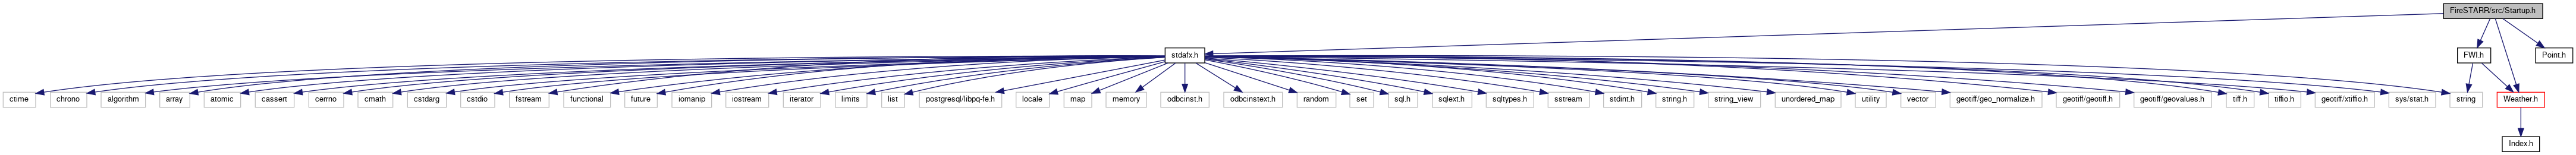 FireSTARR/src/Startup.h
stdafx.h
FWI.h
Point.h
ctime
chrono
algorithm
array
atomic
cassert
cerrno
cmath
cstdarg
cstdio
fstream
functional
future
iomanip
iostream
iterator
limits
list
postgresql/libpq-fe.h
locale
map
memory
odbcinst.h
odbcinstext.h
random
set
sql.h
sqlext.h
sqltypes.h
sstream
stdint.h
string.h
string_view
unordered_map
utility
vector
geotiff/geo_normalize.h
geotiff/geotiff.h
geotiff/geovalues.h
tiff.h
tiffio.h
geotiff/xtiffio.h
sys/stat.h
string
Weather.h
Index.h